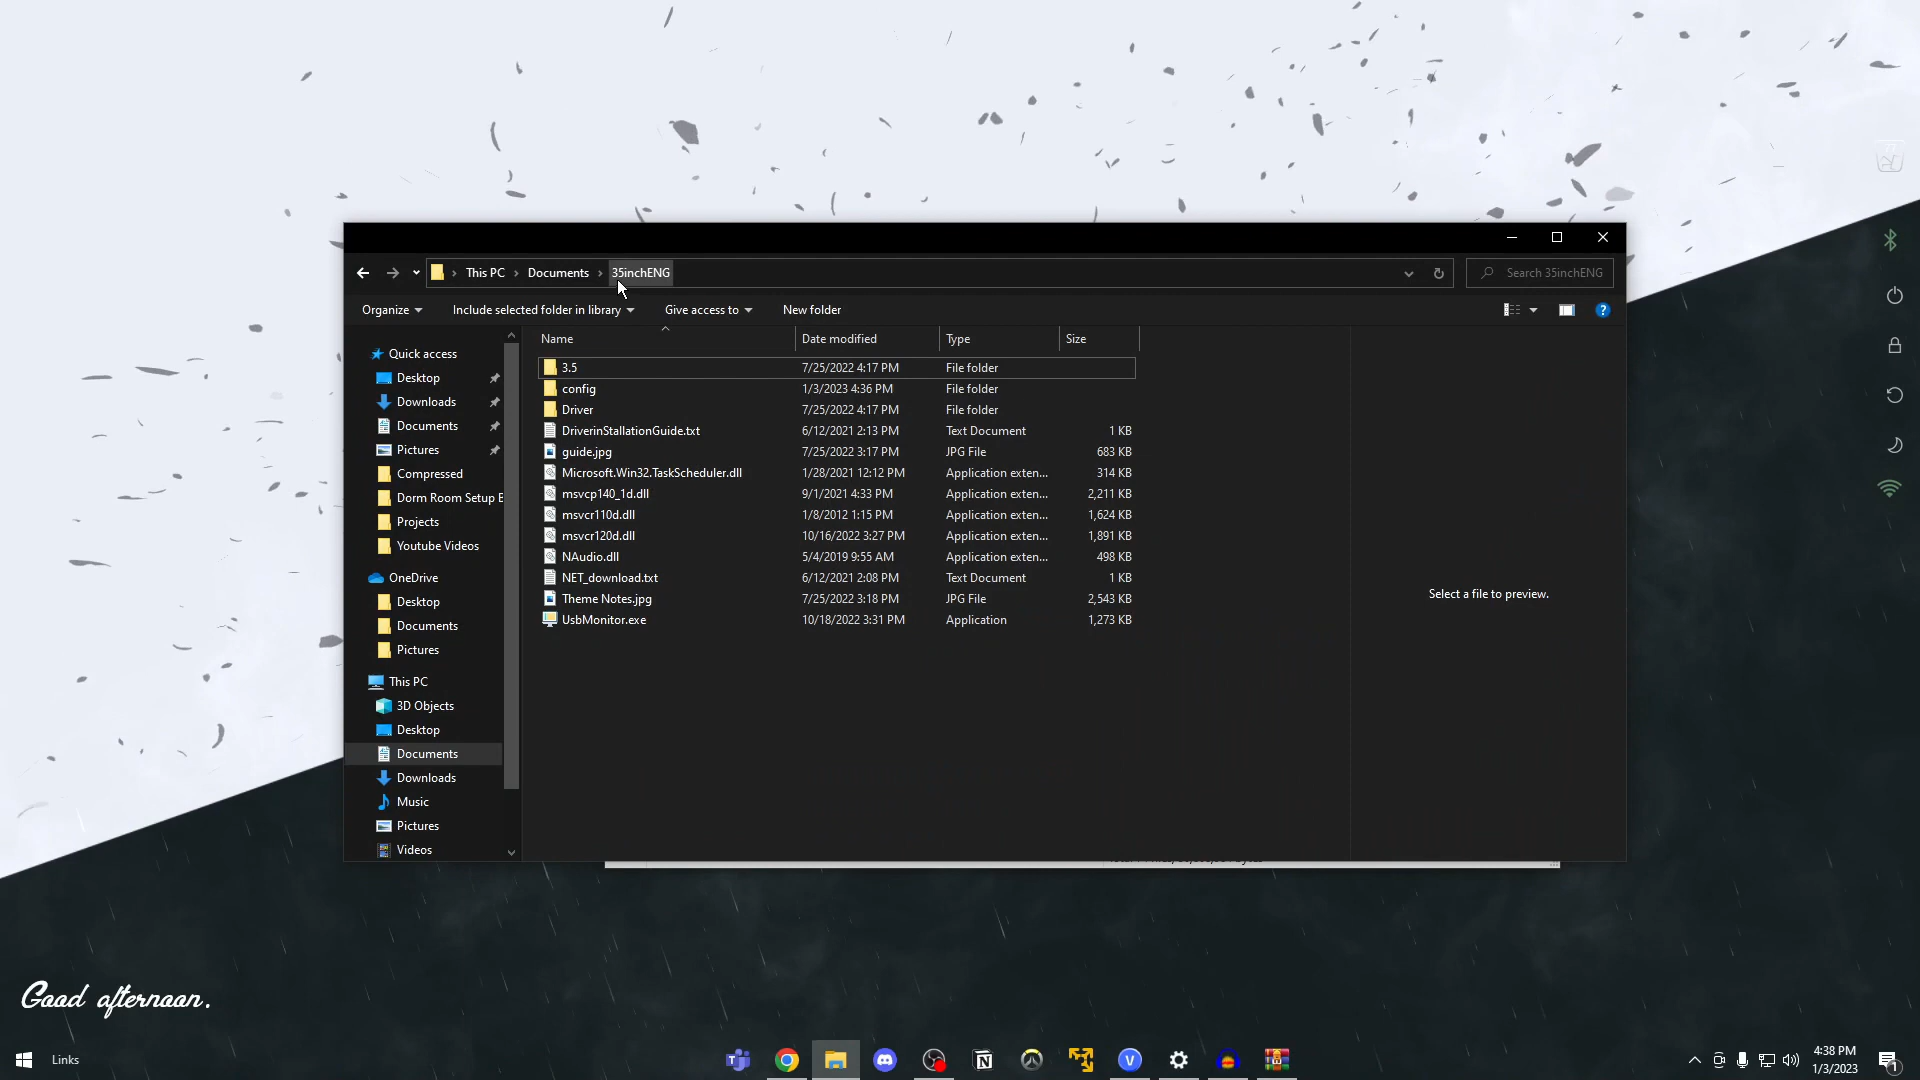 This PC
Documents
35inchENG
Search 35inchENG
Organize
Include selected folder in library
Give access to
New folder
?
Name
Date modified
Type
Size
Quick access
Desktop
Downloads
Documents
Pictures
Compressed
Dorm Room Setup E
Projects
Youtube Videos
OneDrive
Desktop
Documents
Pictures
This PC
3D Objects
Desktop
Documents
Downloads
Music
Pictures
Videos
3.5 7/25/2022 4:17 PM File folder
config 1/3/2023 4:36 PM File folder
Driver 7/25/2022 4:17 PM File folder
DriverinStallationGuide.txt 6/12/2021 2:13 PM Text Document 1 KB
guide.jpg 7/25/2022 3:17 PM JPG File 683 KB
Microsoft.Win32.TaskScheduler.dll 1/28/2021 12:12 PM Application exten... 314 KB
msvcp140_1d.dll 9/1/2021 4:33 PM Application exten... 2,211 KB
msvcr110d.dll 1/8/2012 1:15 PM Application exten... 1,624 KB
msvcr120d.dll 10/16/2022 3:27 PM Application exten... 1,891 KB
NAudio.dll 5/4/2019 9:55 AM Application exten... 498 KB
NET_download.txt 6/12/2021 2:08 PM Text Document 1 KB
Theme Notes.jpg 7/25/2022 3:18 PM JPG File 2,543 KB
UsbMonitor.exe 10/18/2022 3:31 PM Application 1,273 KB
Select a file to preview.
Good afternoon.
Links
4:38 PM
1/3/2023
1